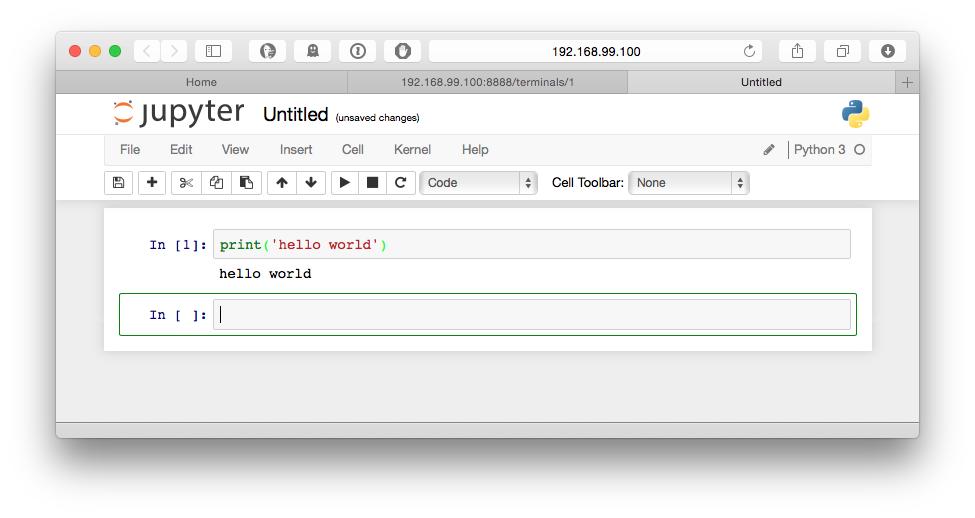 192.168.99.100
Home 192.168.99.100:8888/terminals/1 Untitled
jupyter Untitled (unsaved changes)
File Edit View Insert Cell Kernel Help Python 3
Code Cell Toolbar: None
In [1]: print('hello world')
hello world
In [ ]: